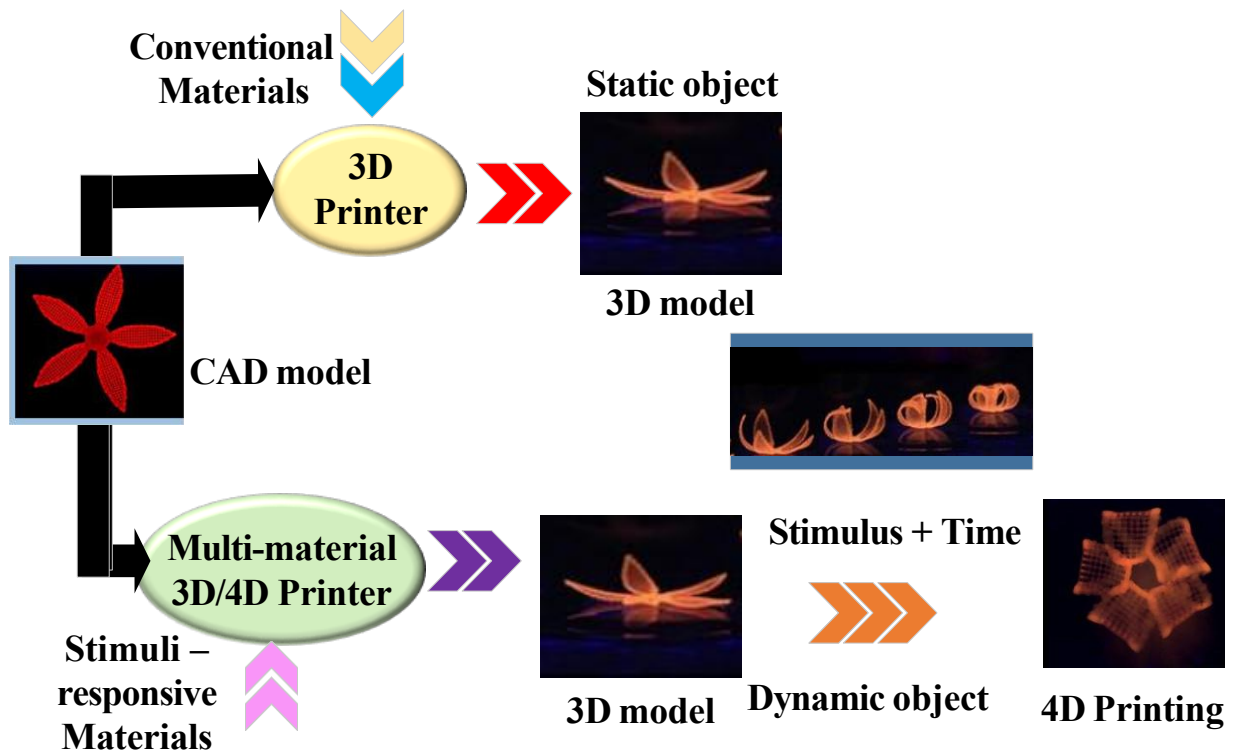 Conventional
Materials
3D
Printer
Static object
3D model
CAD model
Multi-material
3D/4D Printer
Stimuli –
responsive
Materials
3D model
Stimulus + Time
Dynamic object
4D Printing